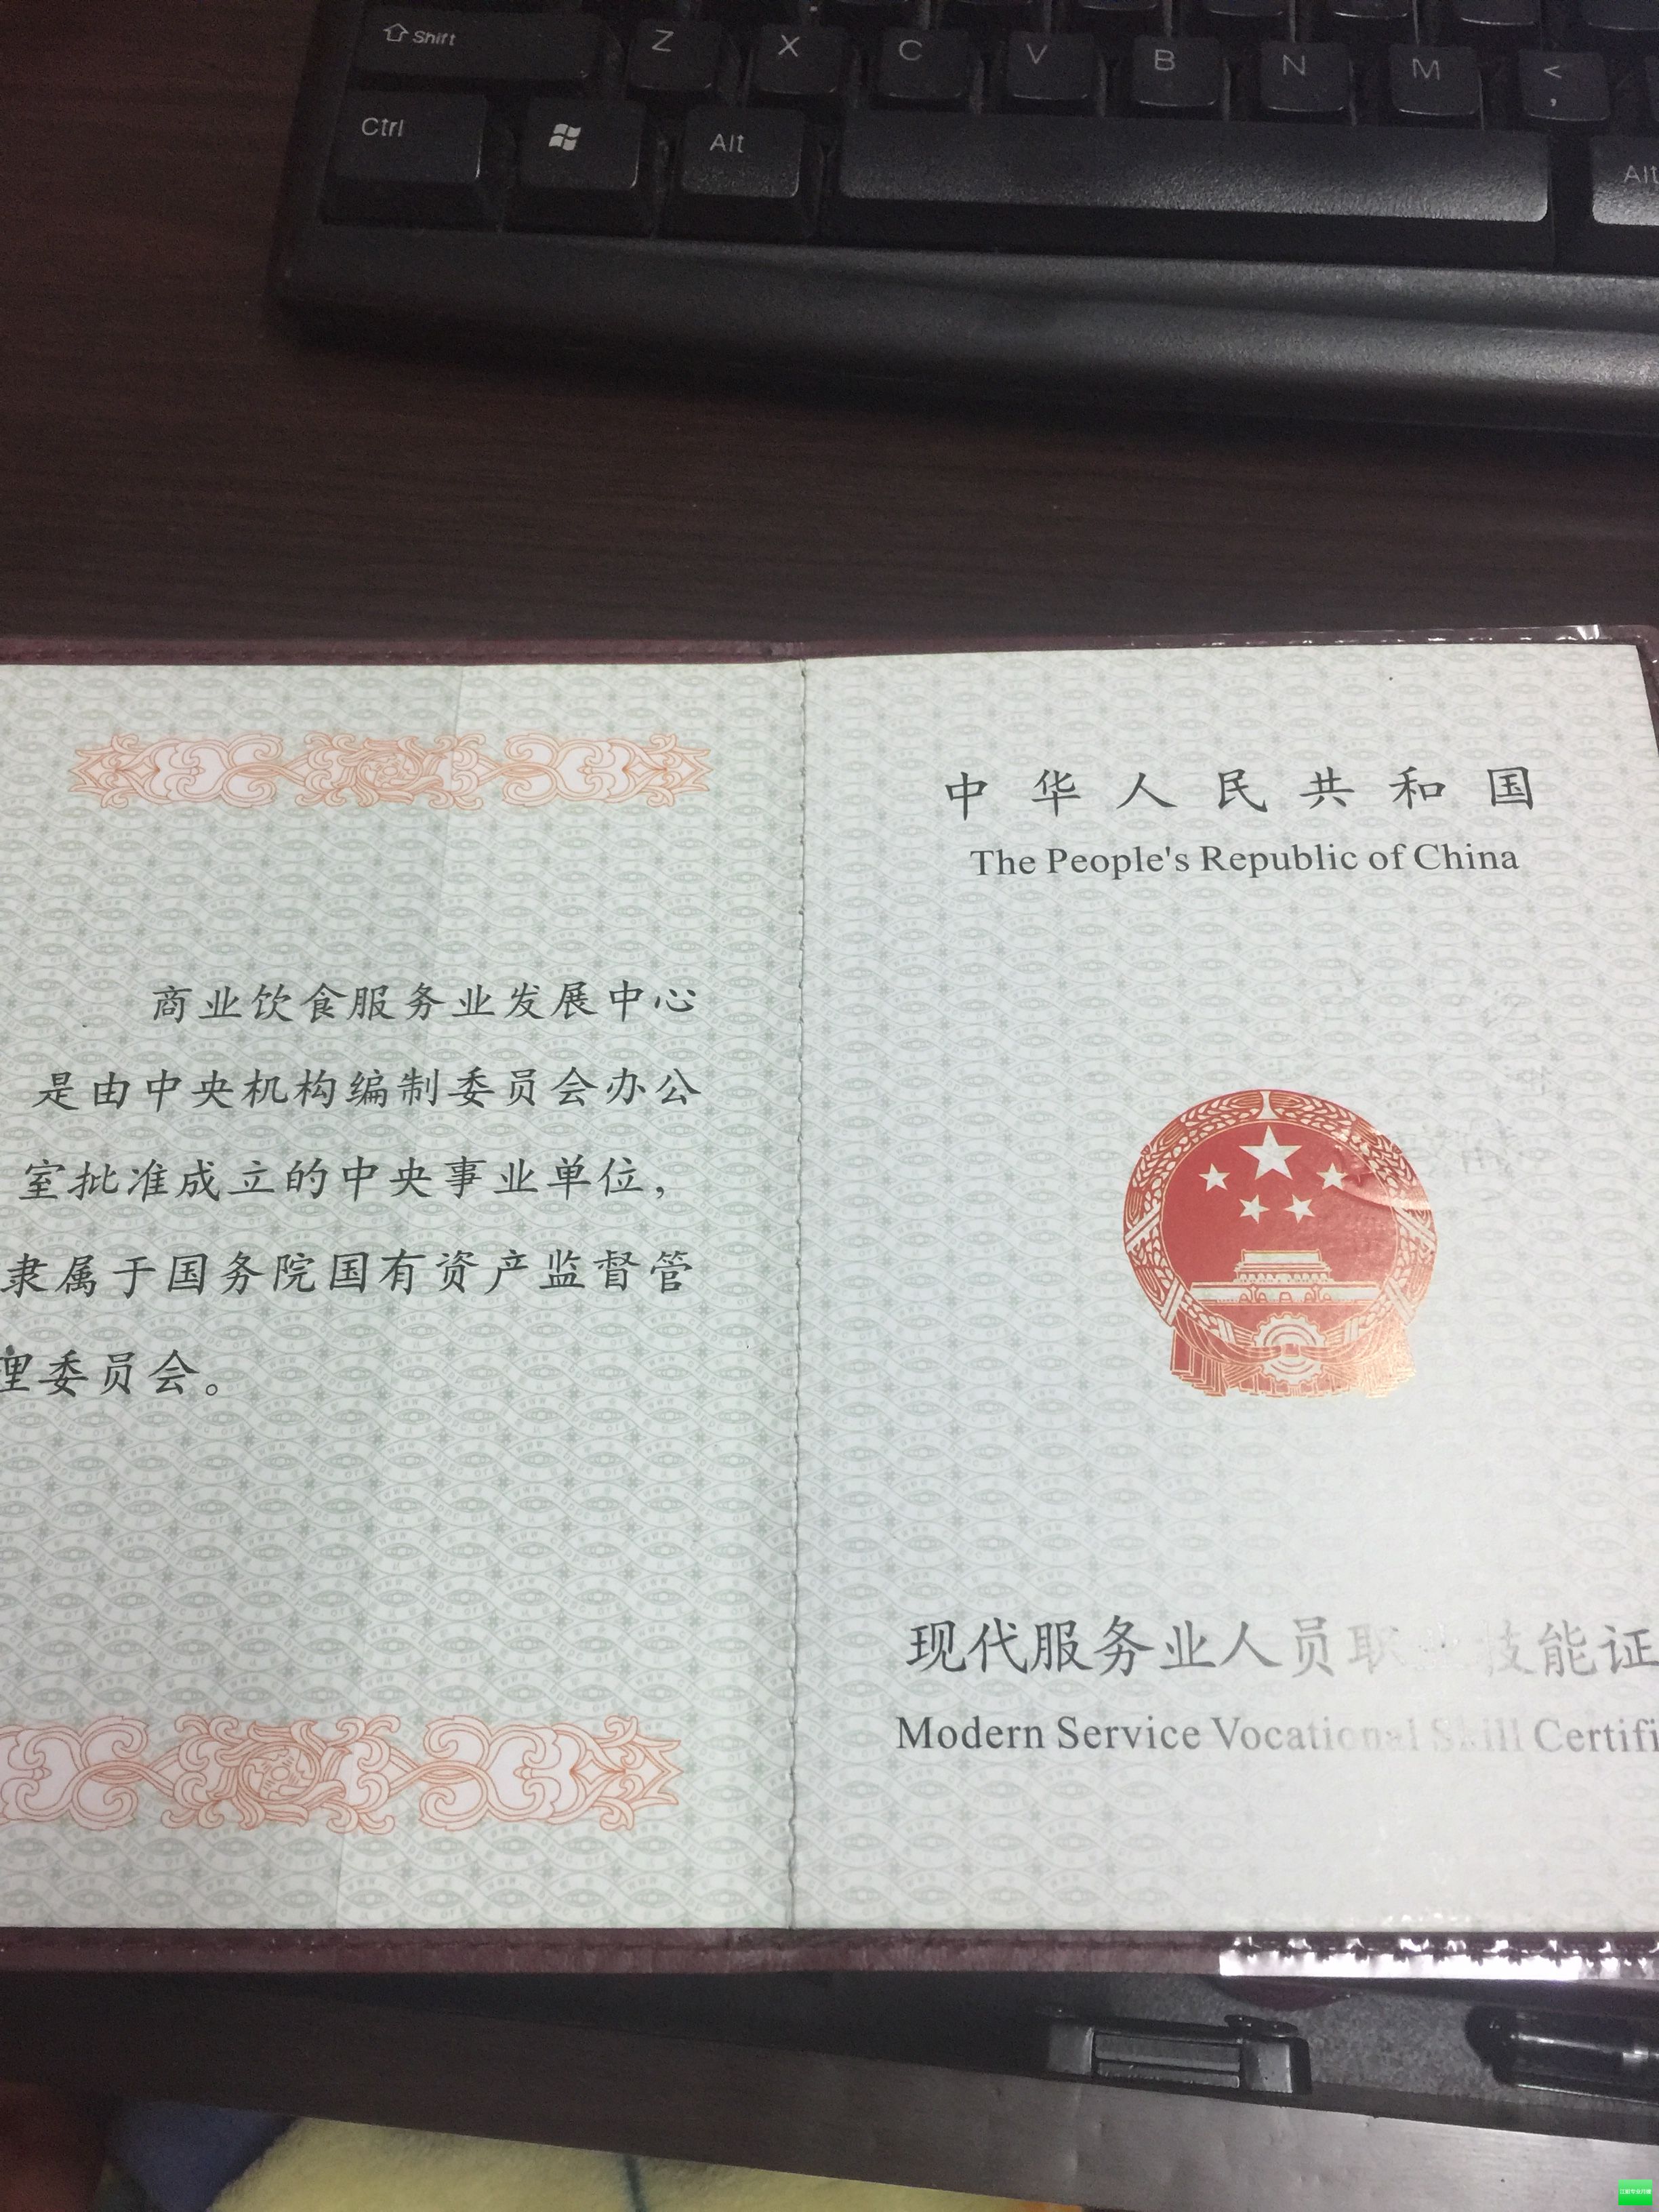 Shift
Z
X
C
V
B
N
M
<
,
Ctrl
Alt
Alt
商业饮食服务业发展中心
是由中央机构编制委员会办公
室批准成立的中央事业单位，
隶属于国务院国有资产监督管
理委员会。
中华人民共和国
The People's Republic of China
现代服务业人员职业技能证
Modern Service Vocational Skill Certifi